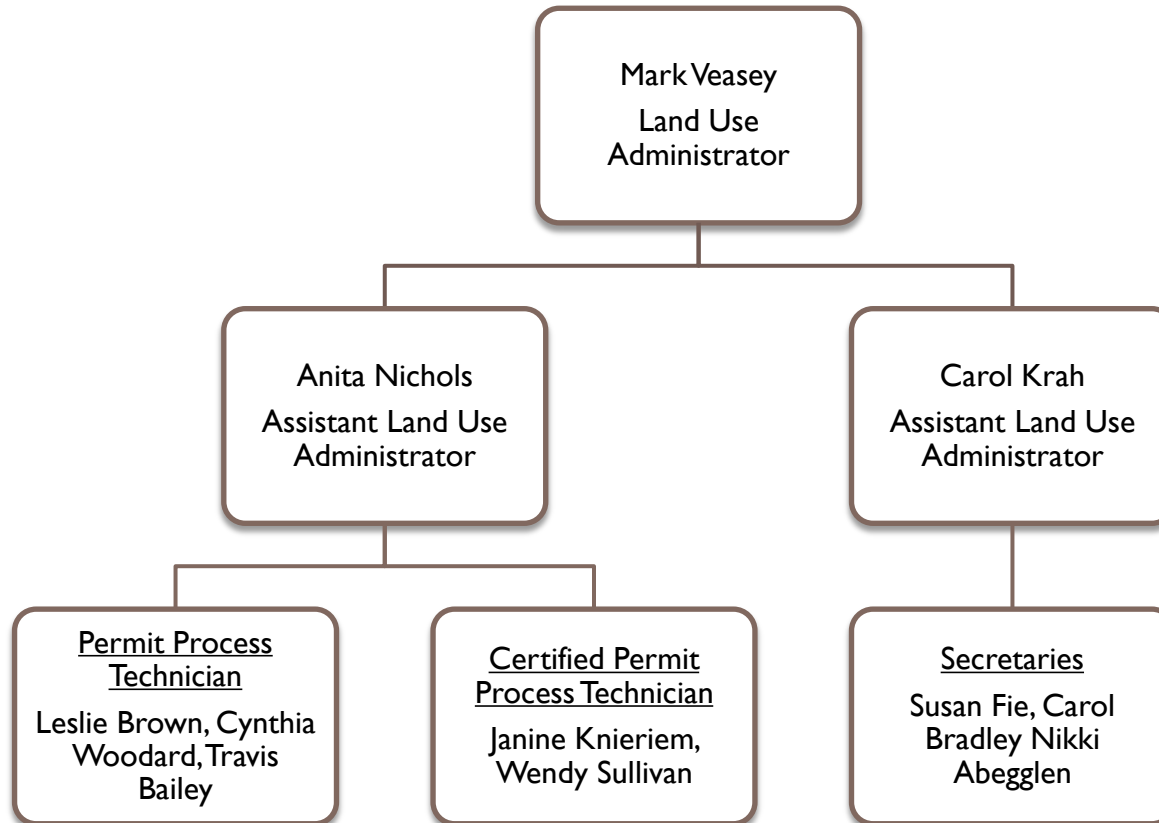 Mark Veasey
Land Use
Administrator
Anita Nichols
Assistant Land Use
Administrator
Carol Krah
Assistant Land Use
Administrator
Permit Process
Technician
Leslie Brown, Cynthia
Woodard, Travis
Bailey
Certified Permit
Process Technician
Janine Knieriem,
Wendy Sullivan
Secretaries
Susan Fie, Carol
Bradley Nikki
Abegglen